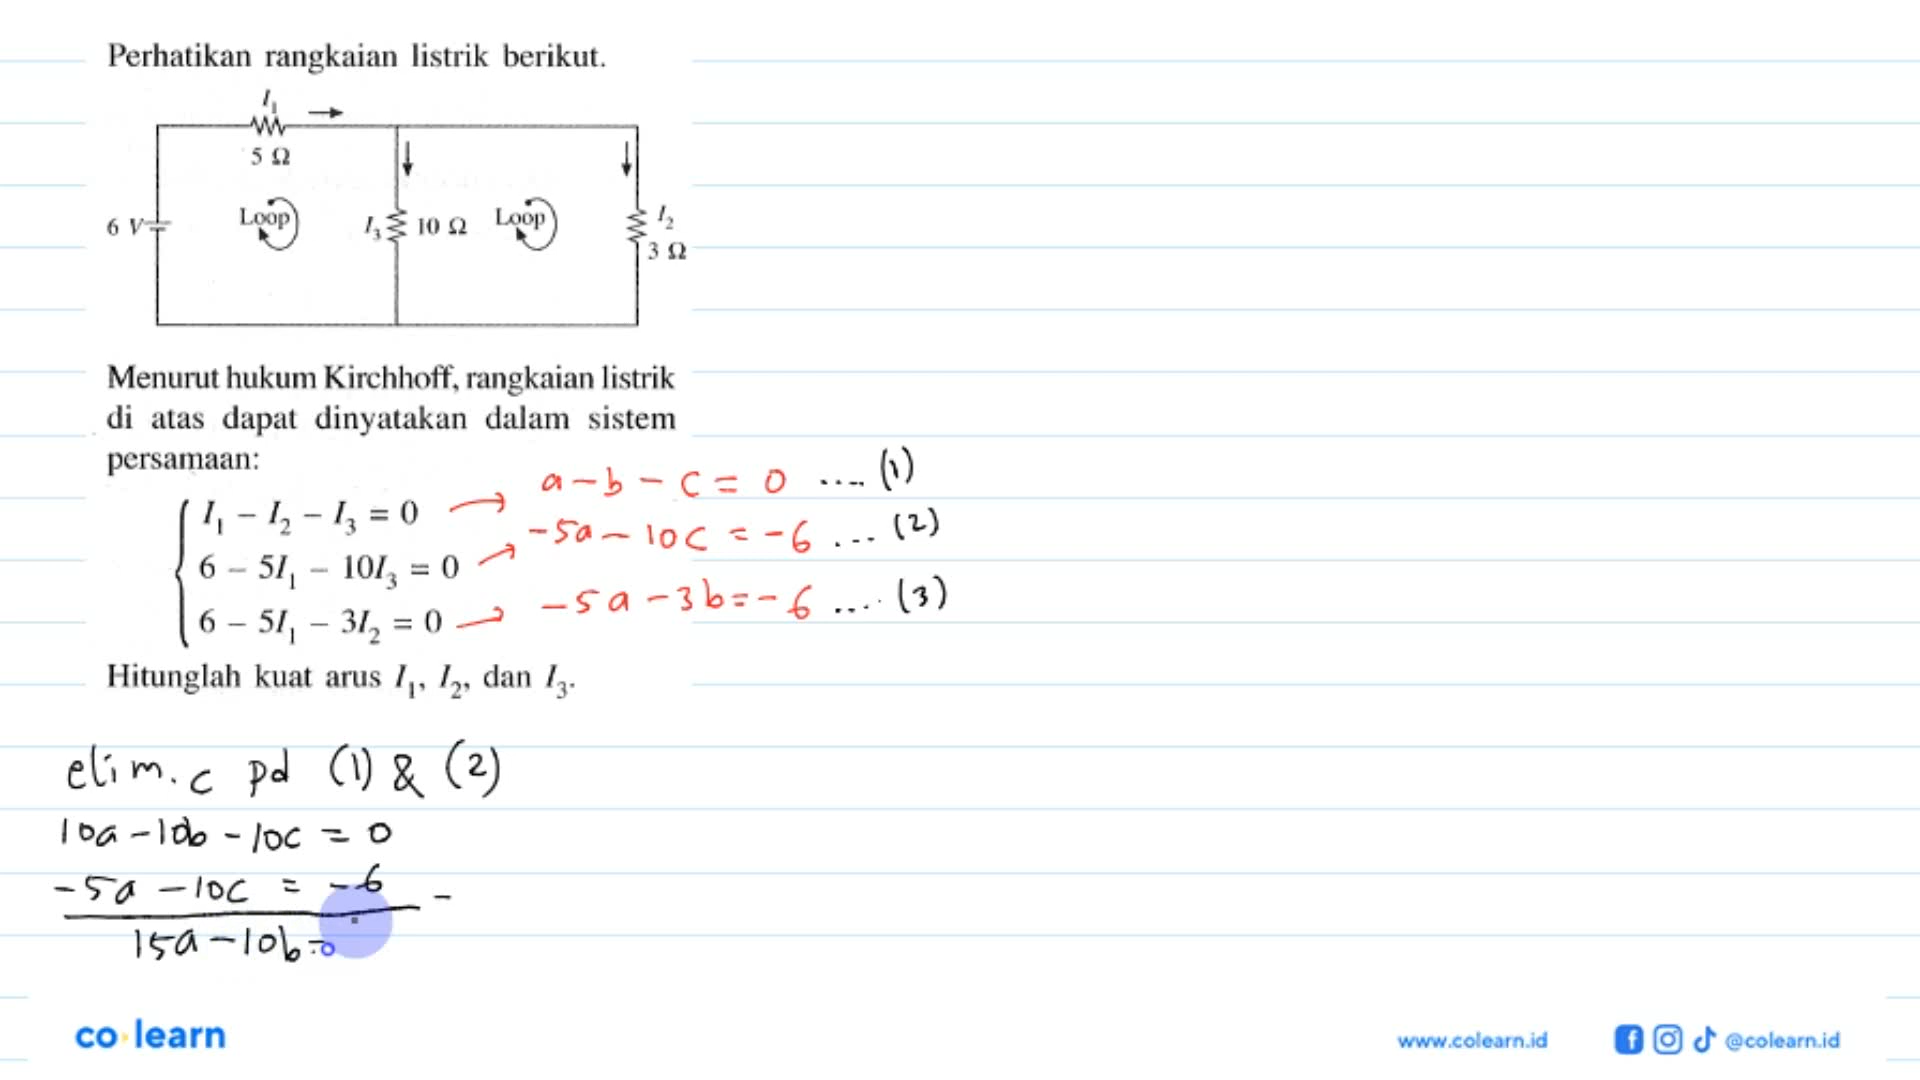 Perhatikan rangkaian listrik berikut.
I₁
5 Ω
6 V
Loop
I₃
10 Ω
Loop
I₂
3 Ω
Menurut hukum Kirchhoff, rangkaian listrik
di atas dapat dinyatakan dalam sistem
persamaan:
I₁ – I₂ – I₃ = 0 → a – b – c = 0 .... (1)
6 – 5I₁ – 10I₃ = 0 → –5a – 10c = –6 ... (2)
6 – 5I₁ – 3I₂ = 0 → –5a – 3b = –6 .... (3)
Hitunglah kuat arus I₁, I₂, dan I₃.
elim. c pd (1) & (2)
10a – 10b – 10c = 0
–5a – 10c = –6 –
15a – 10b =
co learn
www.colearn.id
@colearn.id